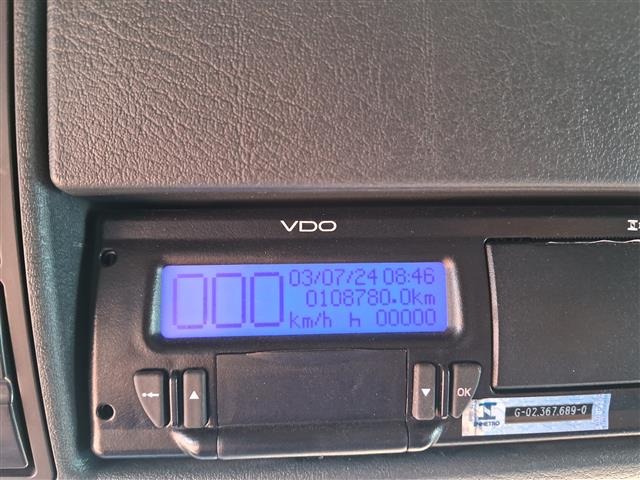 VDO
000 03/07/24 08:46
0108780.0km
km/h h 00000
OK
INMETRO
G-02.367.689-0